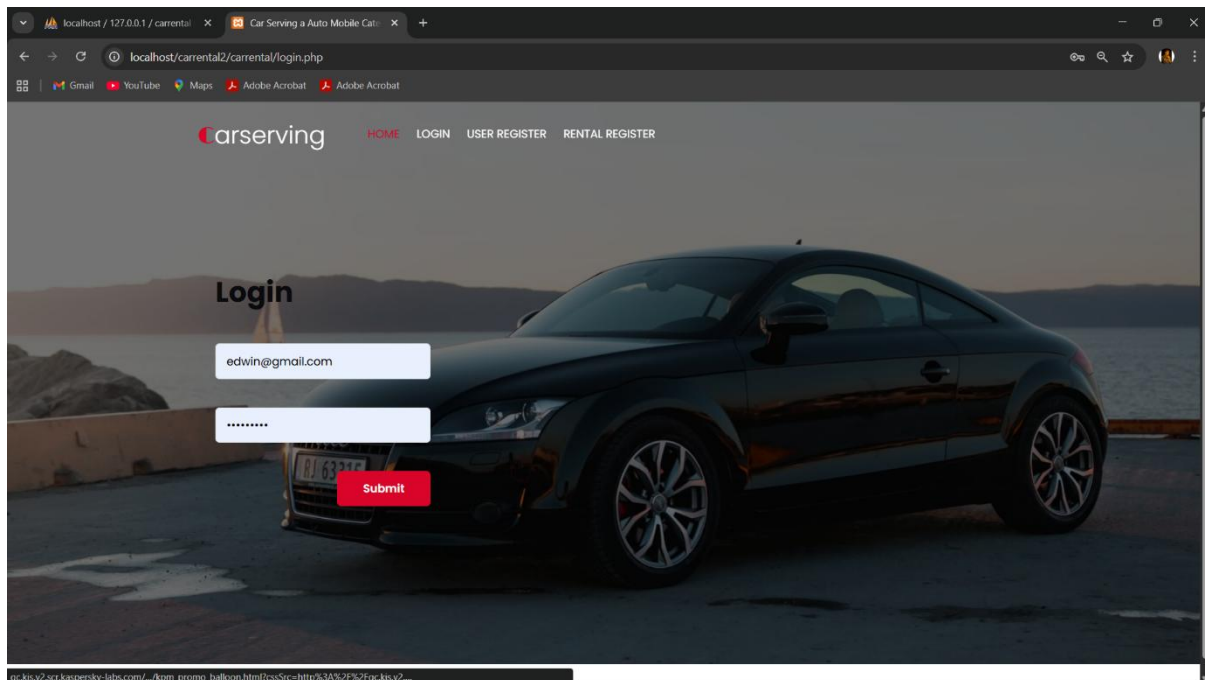 localhost / 127.0.0.1 / carrental
Car Serving a Auto Mobile Cate
localhost/carrental2/carrental/login.php
Gmail YouTube Maps Adobe Acrobat Adobe Acrobat
Carserving HOME LOGIN USER REGISTER RENTAL REGISTER
Login
edwin@gmail.com
•••••••••
Submit